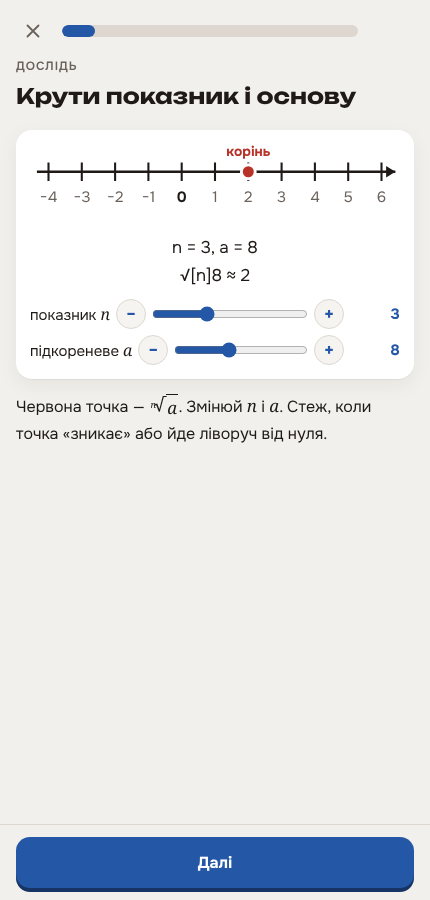 ДОСЛІДЬ
Крути показник і основу
корінь
−4 −3 −2 −1 0 1 2 3 4 5 6
n = 3, a = 8
√[n]8 ≈ 2
показник n − + 3
підкореневе a − + 8
Червона точка — ⁿ√a. Змінюй n і a. Стеж, коли
точка «зникає» або йде ліворуч від нуля.
Далі